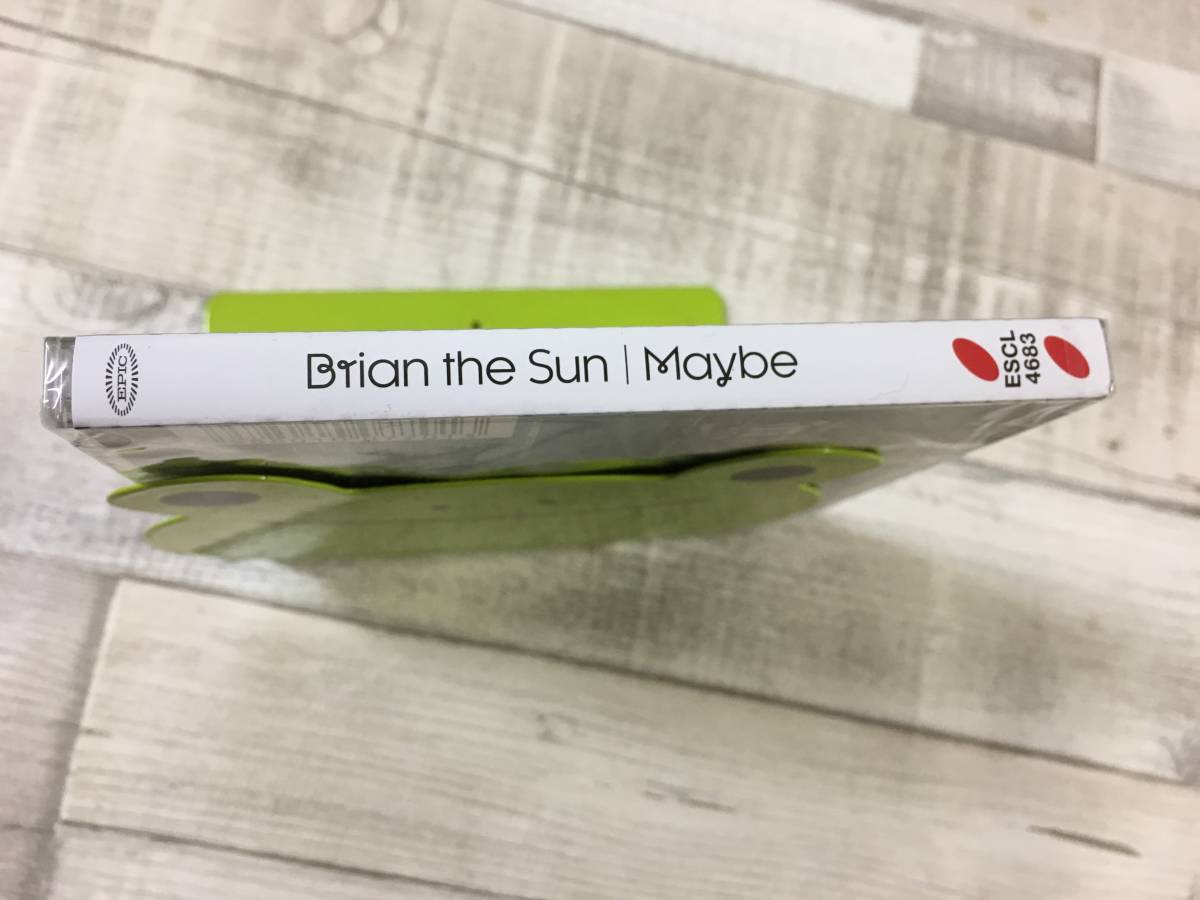 EPIC
Brian the Sun | Maybe
ESCL
4683